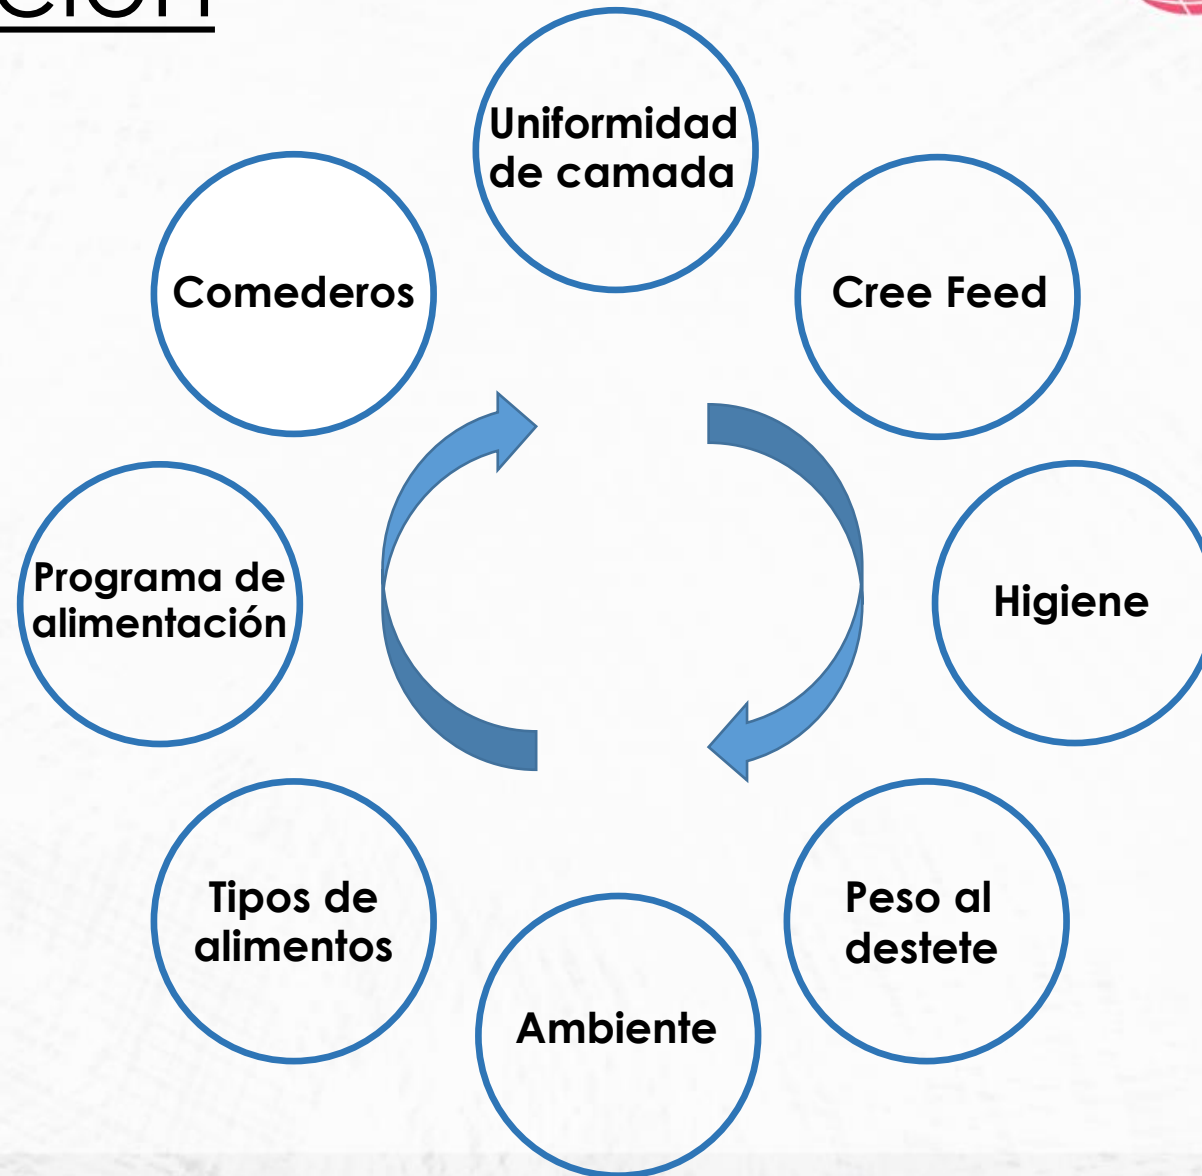 Uniformidad
de camada
Cree Feed
Higiene
Peso al
destete
Ambiente
Tipos de
alimentos
Programa de
alimentación
Comederos